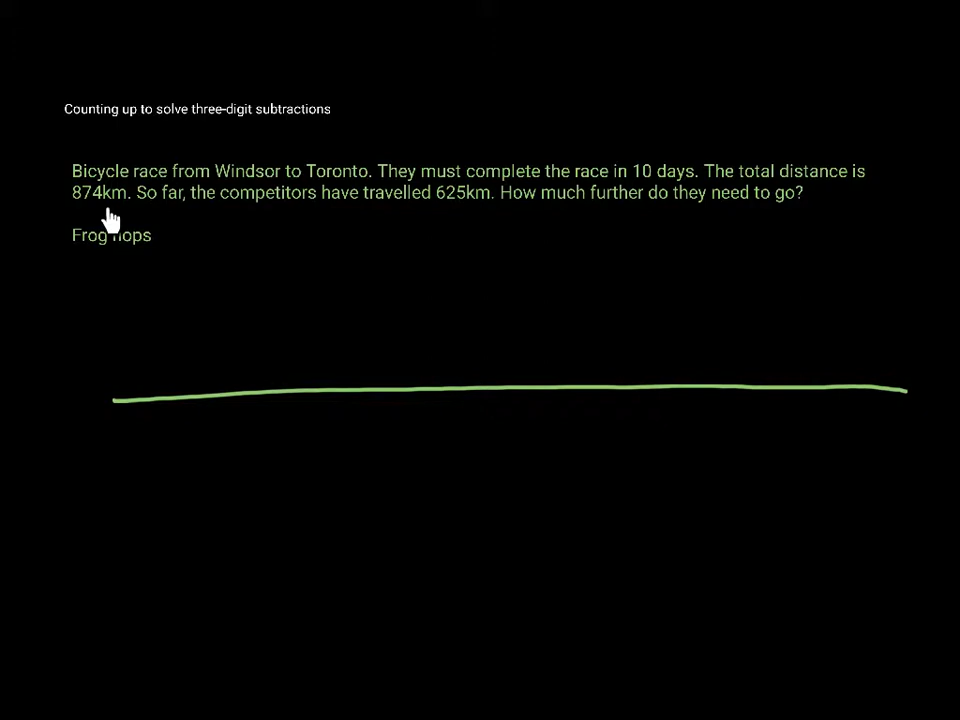 Counting up to solve three-digit subtractions
Bicycle race from Windsor to Toronto. They must complete the race in 10 days. The total distance is
874km. So far, the competitors have travelled 625km. How much further do they need to go?
Frog hops